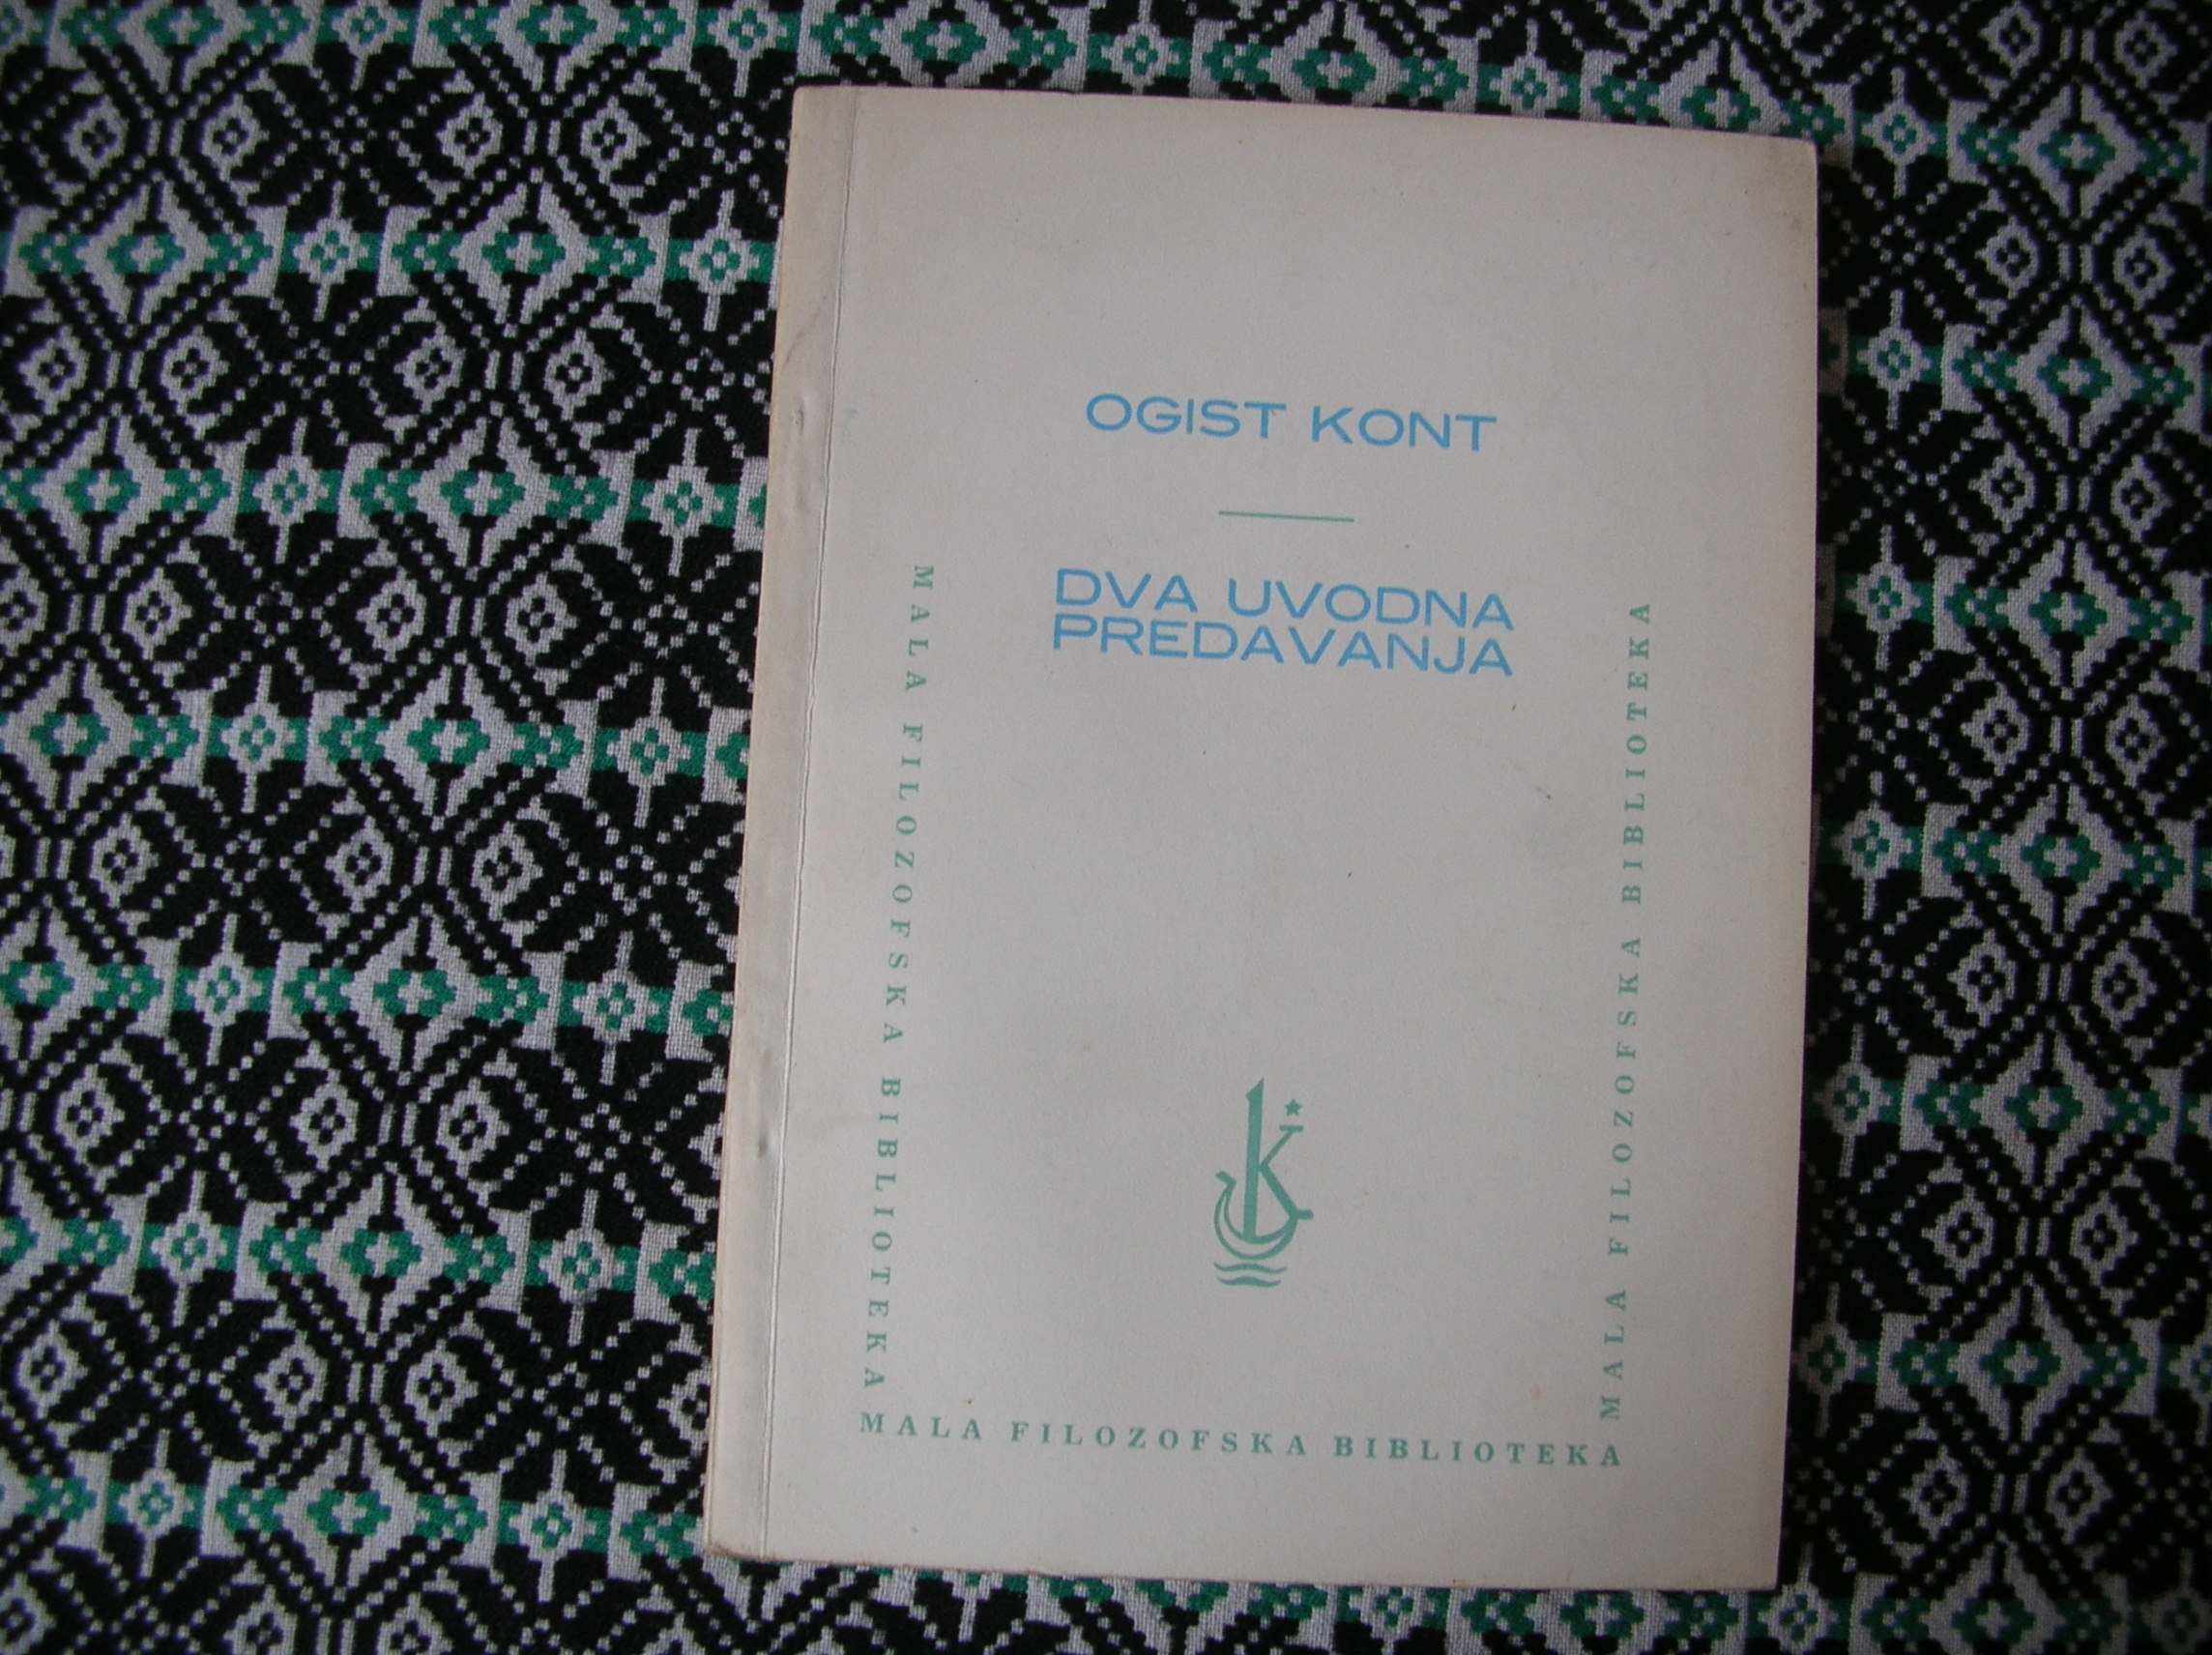 OGIST KONT
DVA UVODNA
PREDAVANJA
MALA FILOZOFSKA BIBLIOTEKA
MALA FILOZOFSKA BIBLIOTEKA
MALA FILOZOFSKA BIBLIOTEKA
K